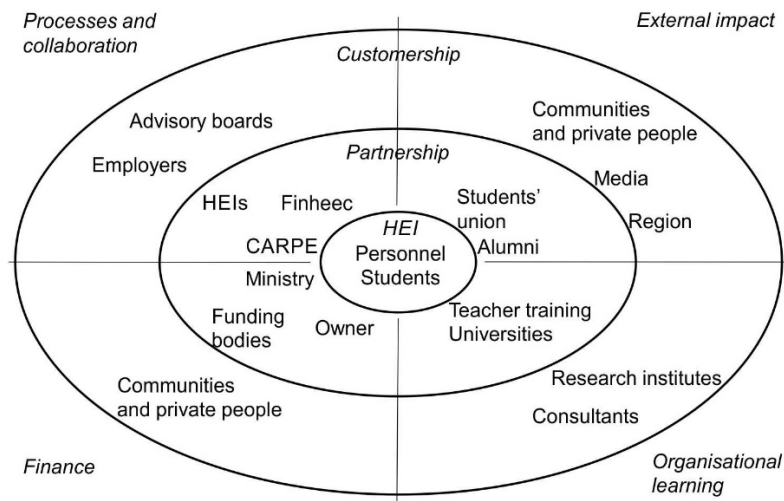 Processes and
collaboration
External impact
Customership
Advisory boards
Communities
and private people
Employers
Partnership
Media
HEIs
Finheec
Students'
union
Region
HEI
CARPE
Personnel
Alumni
Ministry
Students
Funding
bodies
Owner
Teacher training
Universities
Communities
and private people
Research institutes
Consultants
Finance
Organisational
learning